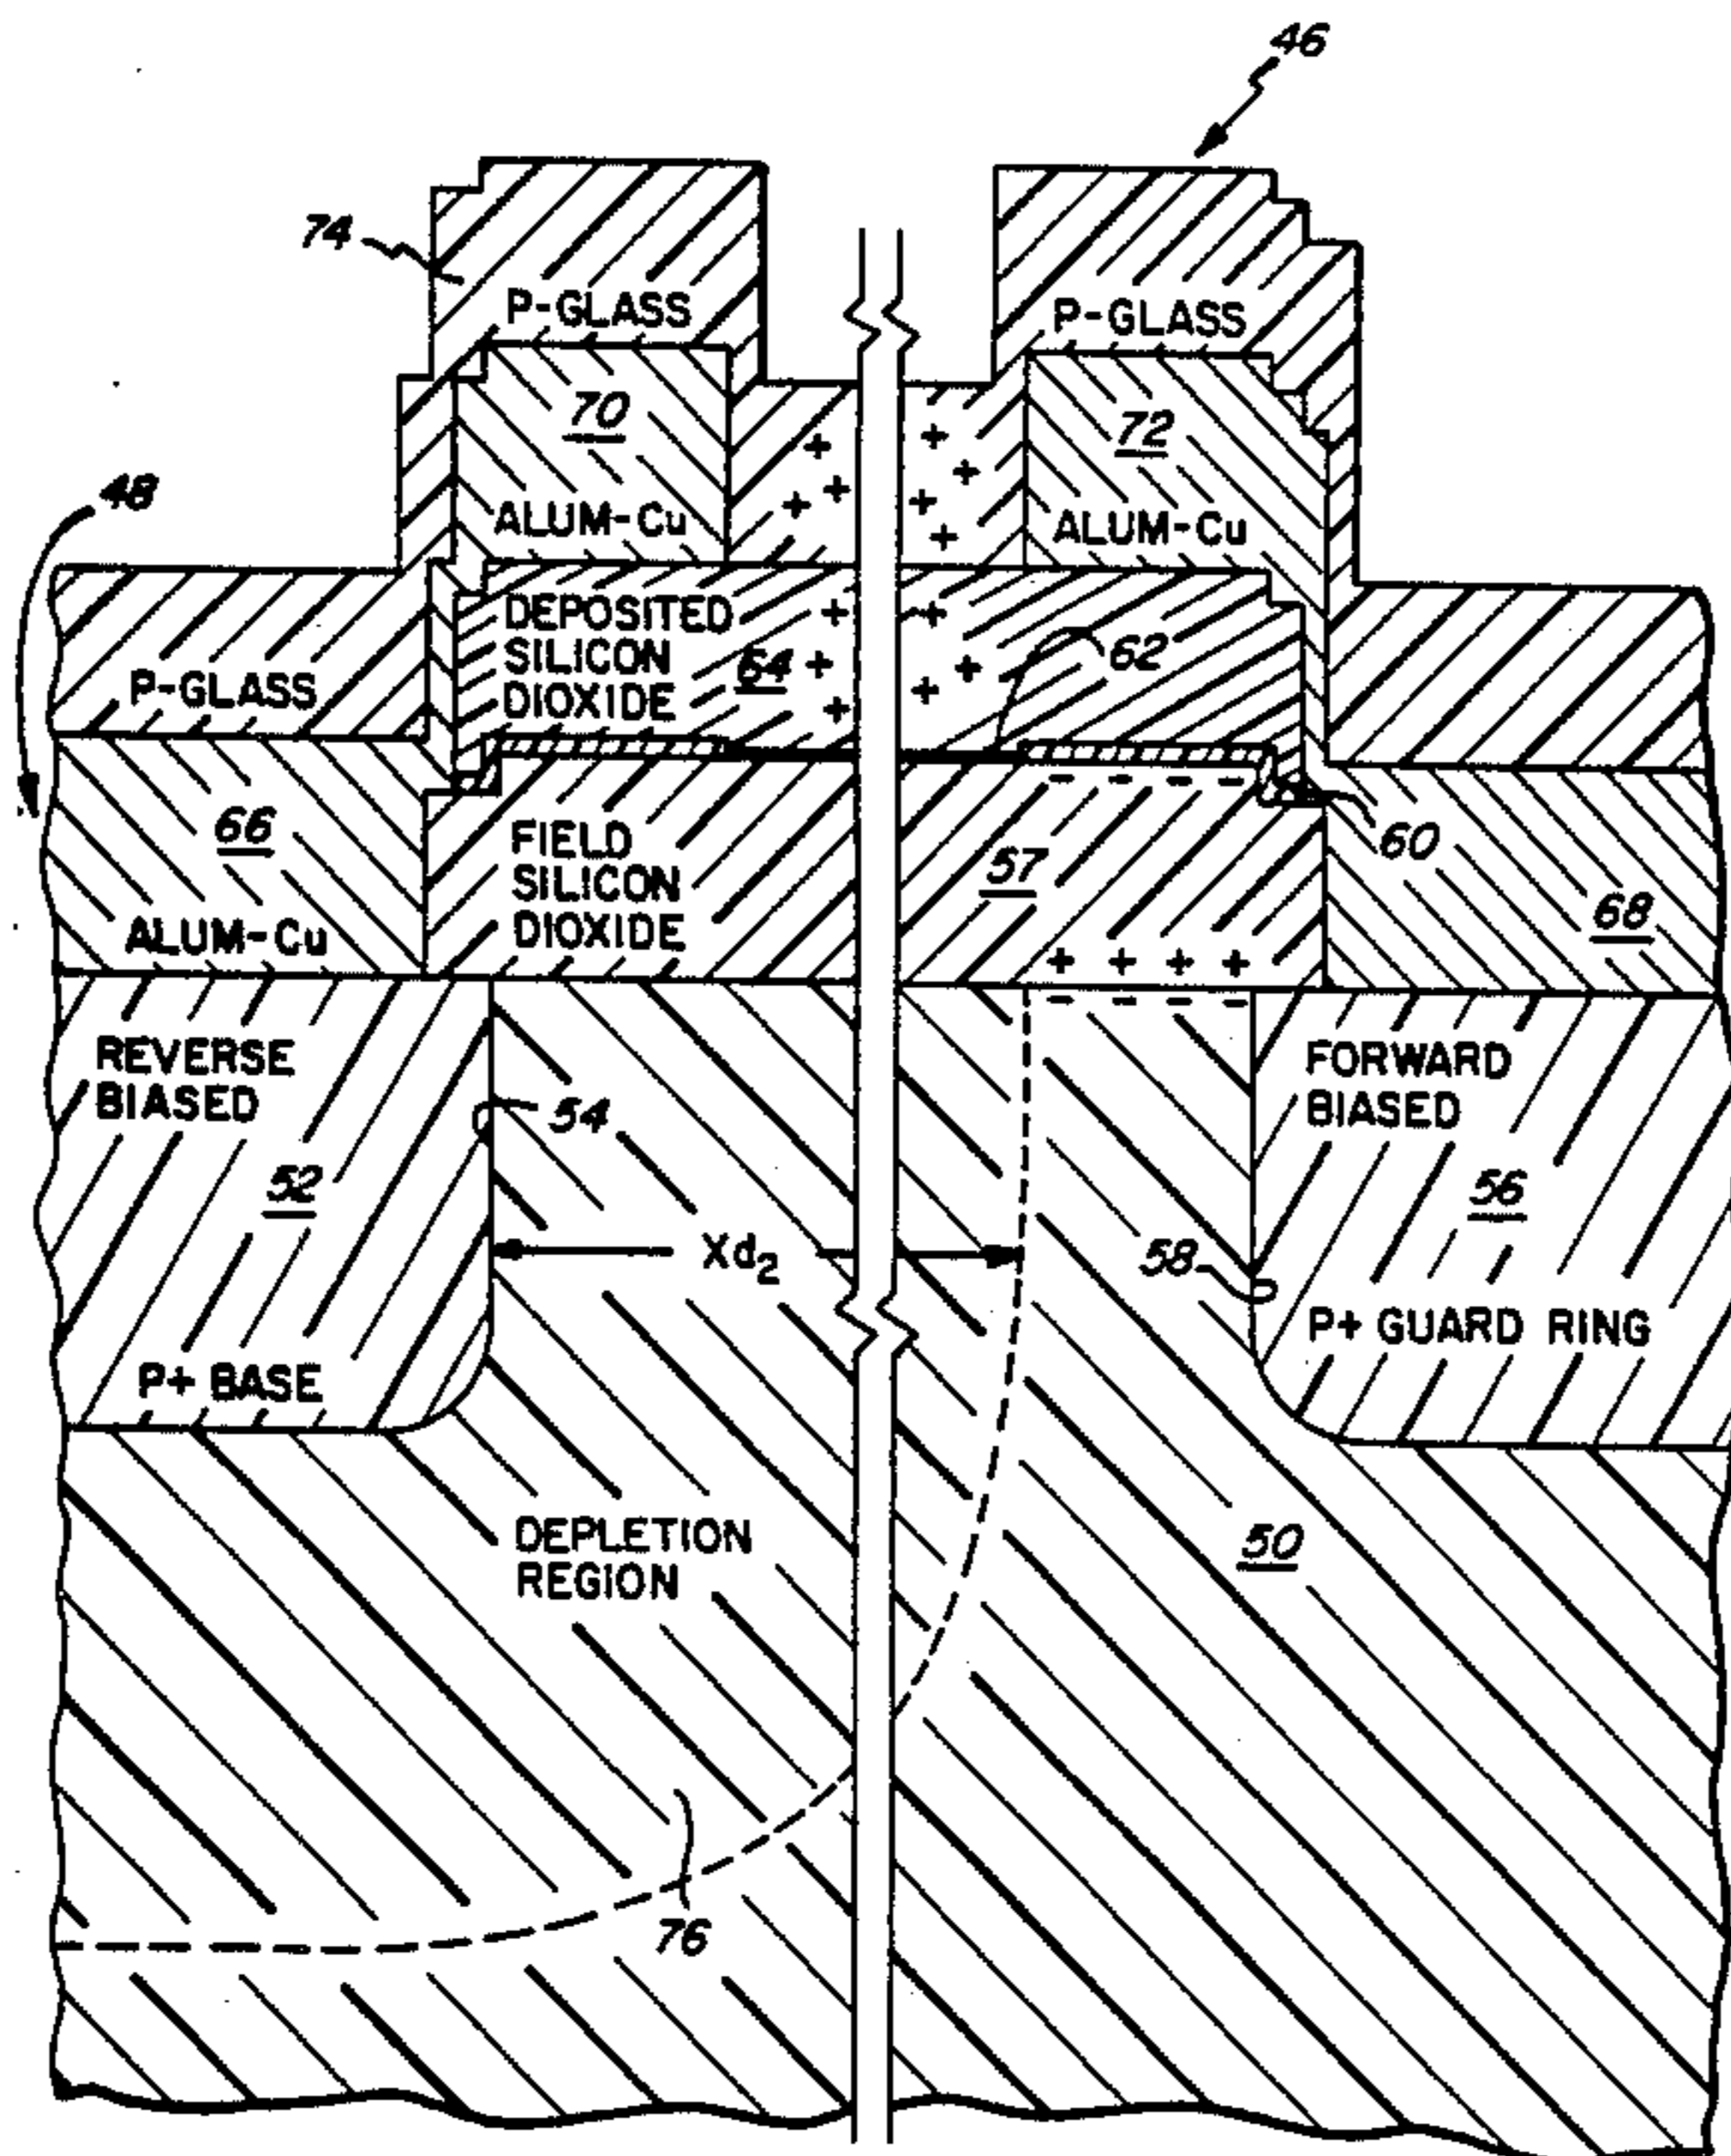 46
74
P-GLASS
P-GLASS
70
72
48
ALUM-Cu
ALUM-Cu
DEPOSITED
SILICON
DIOXIDE
64
62
P-GLASS
66
FIELD
SILICON
DIOXIDE
57
60
68
ALUM-Cu
REVERSE
BIASED
54
FORWARD
BIASED
52
56
Xd2
58
P+ GUARD RING
P+ BASE
DEPLETION
REGION
50
76